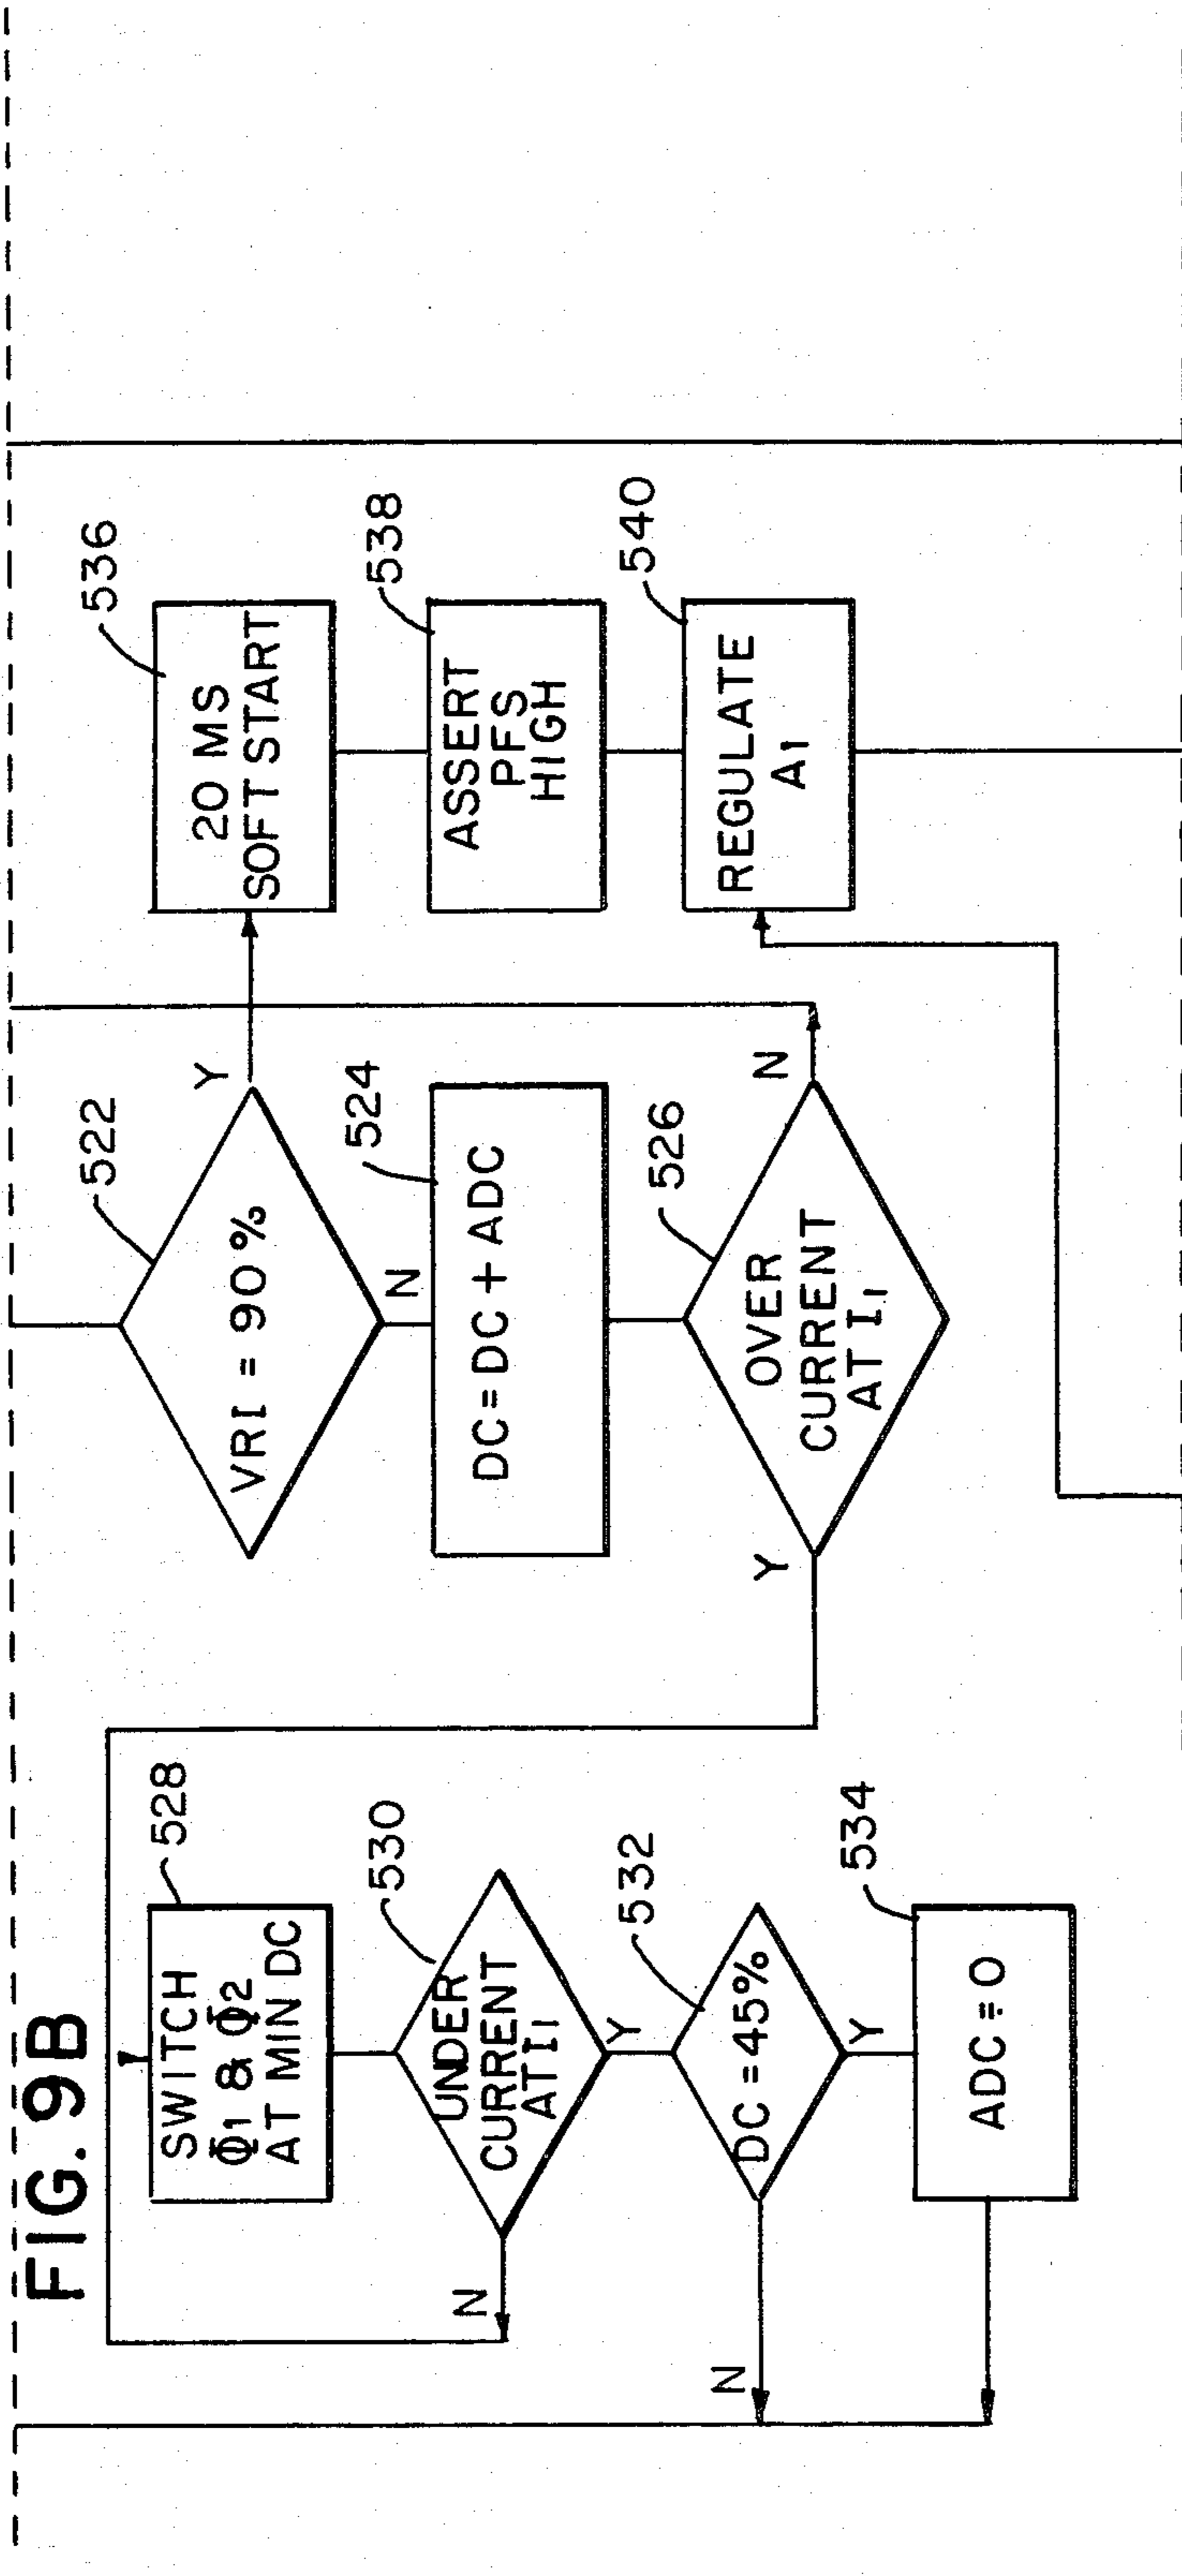 FIG. 9B
SWITCH
Φ1 & Φ2
AT MIN DC
528
UNDER
CURRENT
AT I1
530
N
Y
DC = 45%
532
N
Y
ADC = 0
534
VRI = 90%
522
Y
N
DC = DC + ADC
524
OVER
CURRENT
AT I1
526
Y
N
20 MS
SOFT START
536
ASSERT
PFS
HIGH
538
REGULATE
A1
540